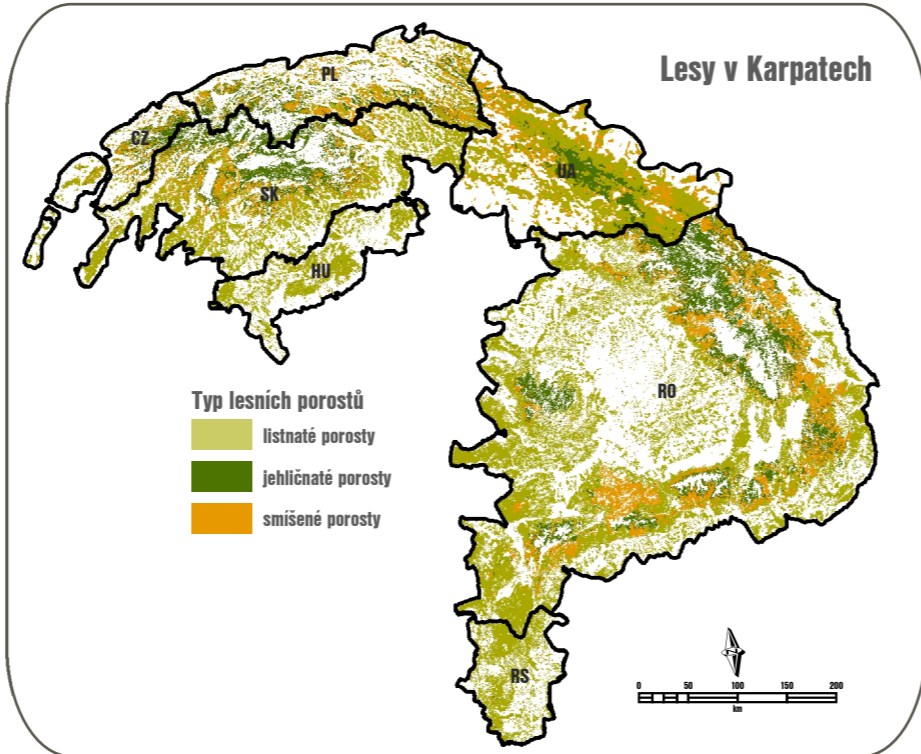 Lesy v Karpatech
PL
CZ
SK
UA
HU
RO
RS
Typ lesních porostů
listnaté porosty
jehličnaté porosty
smíšené porosty
N
0 50 100 150 200
km